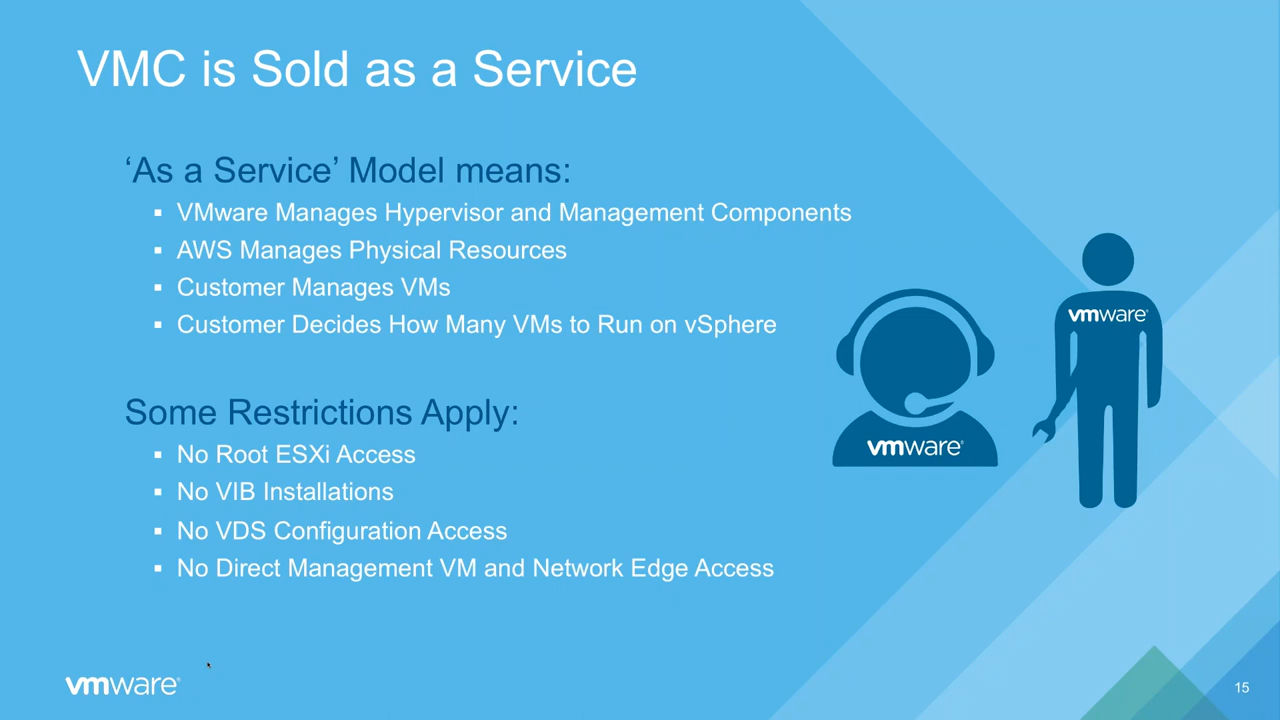 VMC is Sold as a Service
‘As a Service’ Model means:
▪ VMware Manages Hypervisor and Management Components
▪ AWS Manages Physical Resources
▪ Customer Manages VMs
▪ Customer Decides How Many VMs to Run on vSphere
Some Restrictions Apply:
▪ No Root ESXi Access
▪ No VIB Installations
▪ No VDS Configuration Access
▪ No Direct Management VM and Network Edge Access
vmware®
vmware®
vmware®
15